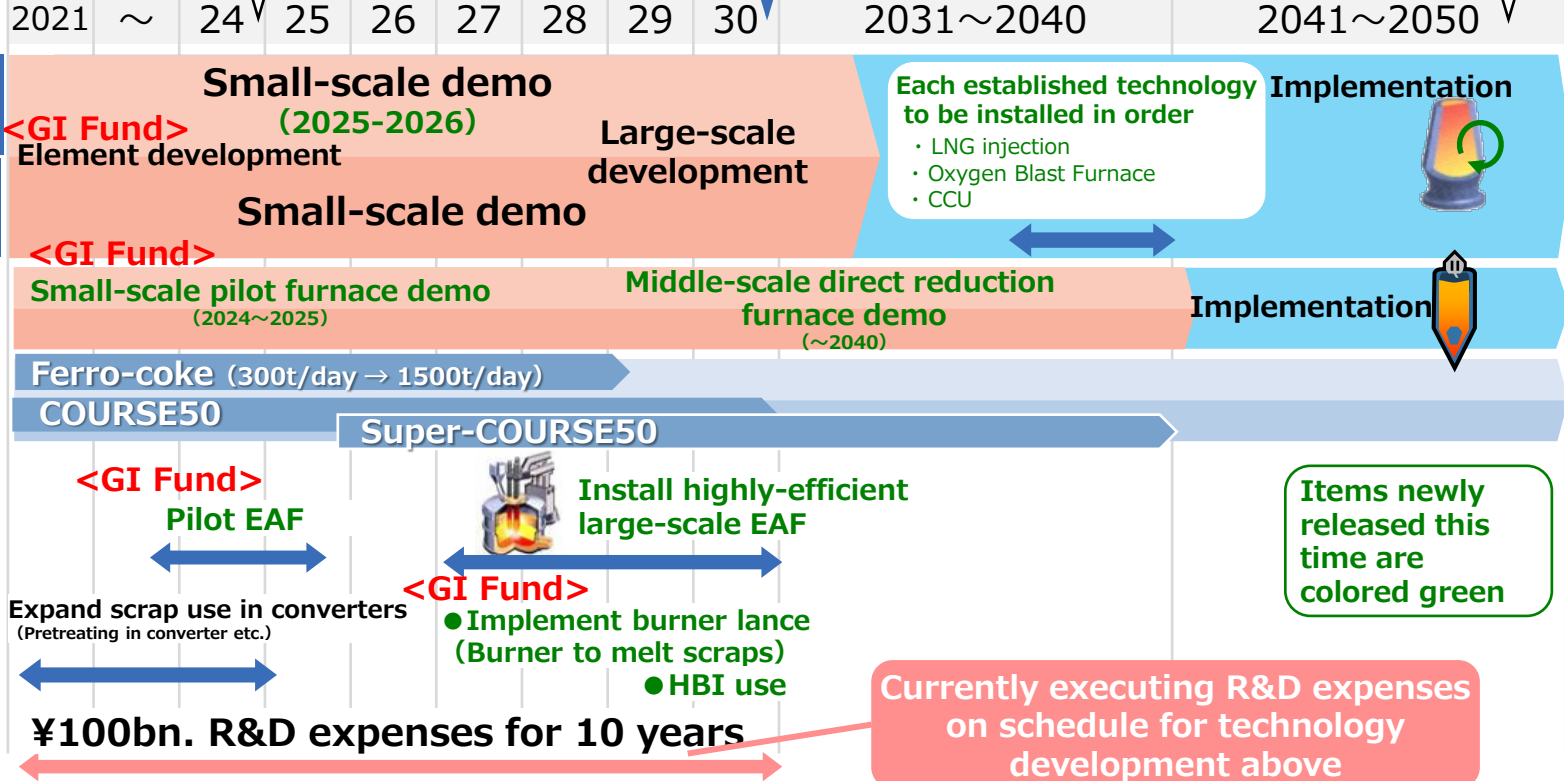 2021 ～ 24 25 26 27 28 29 30 2031～2040 2041～2050
Small-scale demo
（2025-2026）
<GI Fund>
Element development
Large-scale
development
Small-scale demo
Each established technology
to be installed in order
・LNG injection
・Oxygen Blast Furnace
・CCU
Implementation
<GI Fund>
Small-scale pilot furnace demo
（2024～2025）
Middle-scale direct reduction
furnace demo
（～2040）
Implementation
Ferro-coke（300t/day → 1500t/day）
COURSE50
Super-COURSE50
<GI Fund>
Pilot EAF
Install highly-efficient
large-scale EAF
Items newly
released this
time are
colored green
Expand scrap use in converters
（Pretreating in converter etc.）
<GI Fund>
●Implement burner lance
（Burner to melt scraps）
●HBI use
¥100bn. R&D expenses for 10 years
Currently executing R&D expenses
on schedule for technology
development above